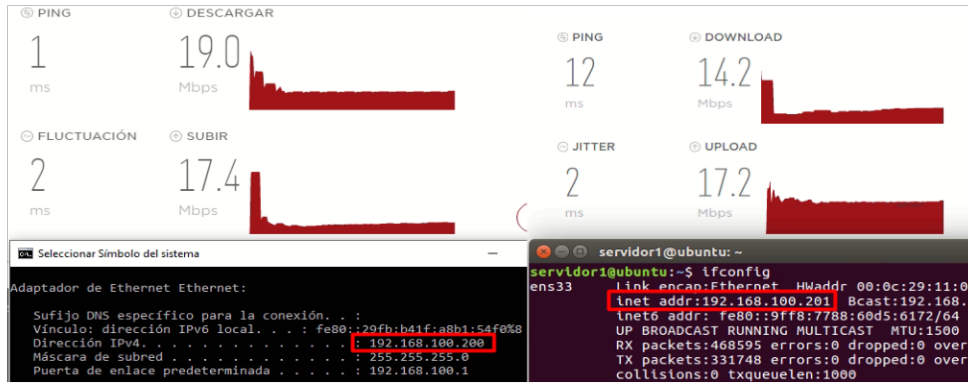 PING
DESCARGAR
1
19.0
ms
Mbps
FLUCTUACIÓN
SUBIR
2
17.4
ms
Mbps
PING
DOWNLOAD
12
14.2
ms
Mbps
JITTER
UPLOAD
2
17.2
ms
Mbps
Seleccionar Símbolo del sistema
Adaptador de Ethernet Ethernet:
Sufijo DNS específico para la conexión. . :
Vínculo: dirección IPv6 local. . . : fe80::29fb:b41f:a8b1:54f0%8
Dirección IPv4. . . . . . . . . . . . . . : 192.168.100.200
Máscara de subred . . . . . . . . . . . . : 255.255.255.0
Puerta de enlace predeterminada . . . . . : 192.168.100.1
servidor1@ubuntu: ~
servidor1@ubuntu:~$ ifconfig
ens33 Link encap:Ethernet HWaddr 00:0c:29:11:0
inet addr:192.168.100.201 Bcast:192.168.
inet6 addr: fe80::9ff8:7788:60d5:6172/64
UP BROADCAST RUNNING MULTICAST MTU:1500
RX packets:468595 errors:0 dropped:0 over
TX packets:331748 errors:0 dropped:0 over
collisions:0 txqueuelen:1000